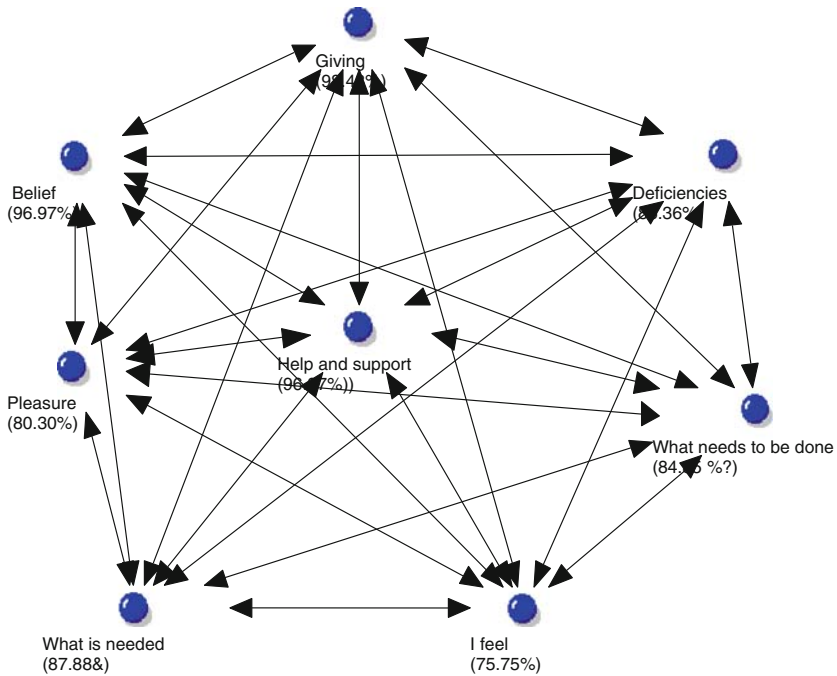 Giving
Belief
(96.97%)
Deficiencies
Help and support
Pleasure
(80.30%)
What needs to be done
%?)
What is needed
(87.88&)
I feel
(75.75%)